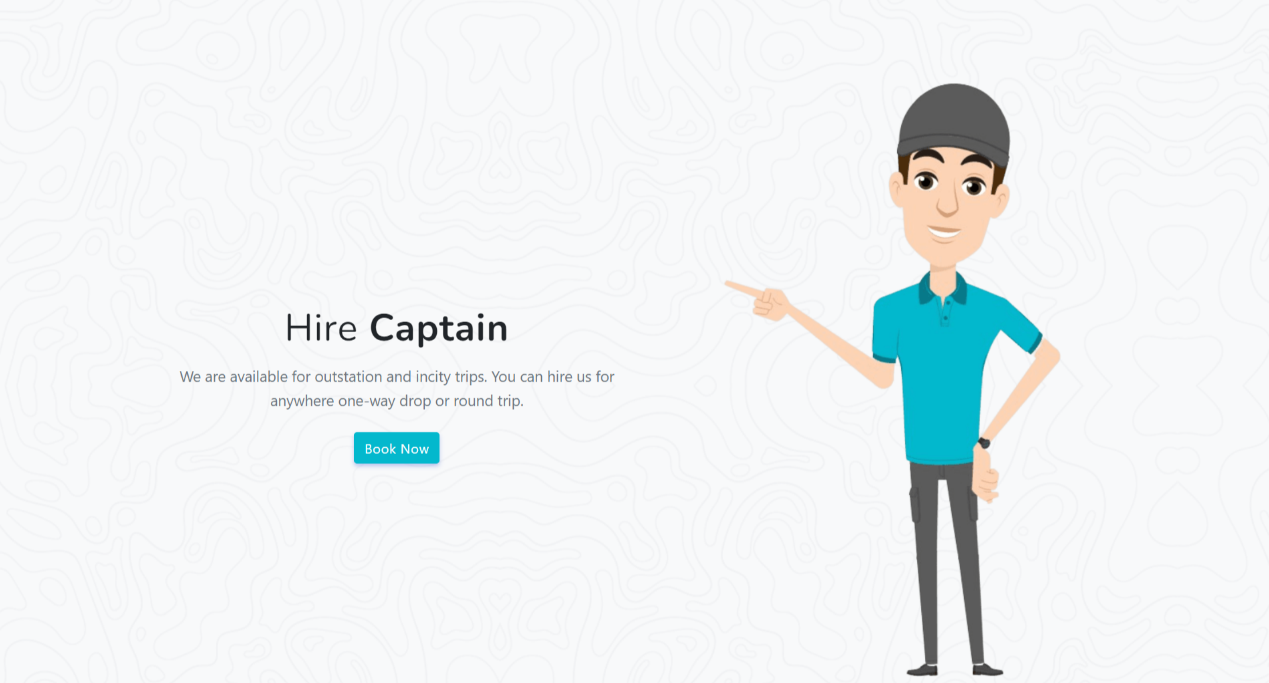 Hire Captain
We are available for outstation and incity trips. You can hire us for
anywhere one-way drop or round trip.
Book Now